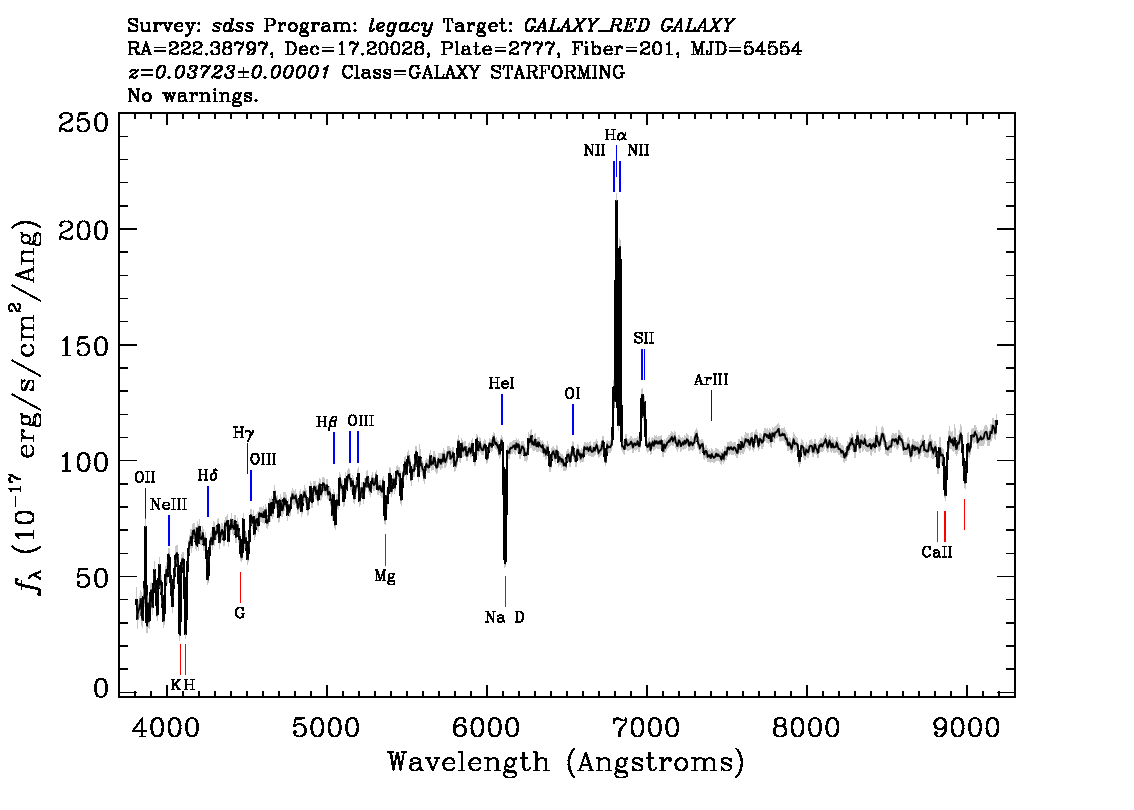 Survey: sdss Program: legacy Target: GALAXY_RED GALAXY
RA=222.38797, Dec=17.20028, Plate=2777, Fiber=201, MJD=54554
z=0.03723±0.00001 Class=GALAXY STARFORMING
No warnings.
250
Hα
NII NII
200
150
SII
HeI
ArIII
OI
Hβ OIII
Hγ
OIII
100
OII
Hδ
NeIII
CaII
50
Mg
G
Na D
K H
0
4000 5000 6000 7000 8000 9000
Wavelength (Angstroms)
fλ (10⁻¹⁷ erg/s/cm²/Ang)